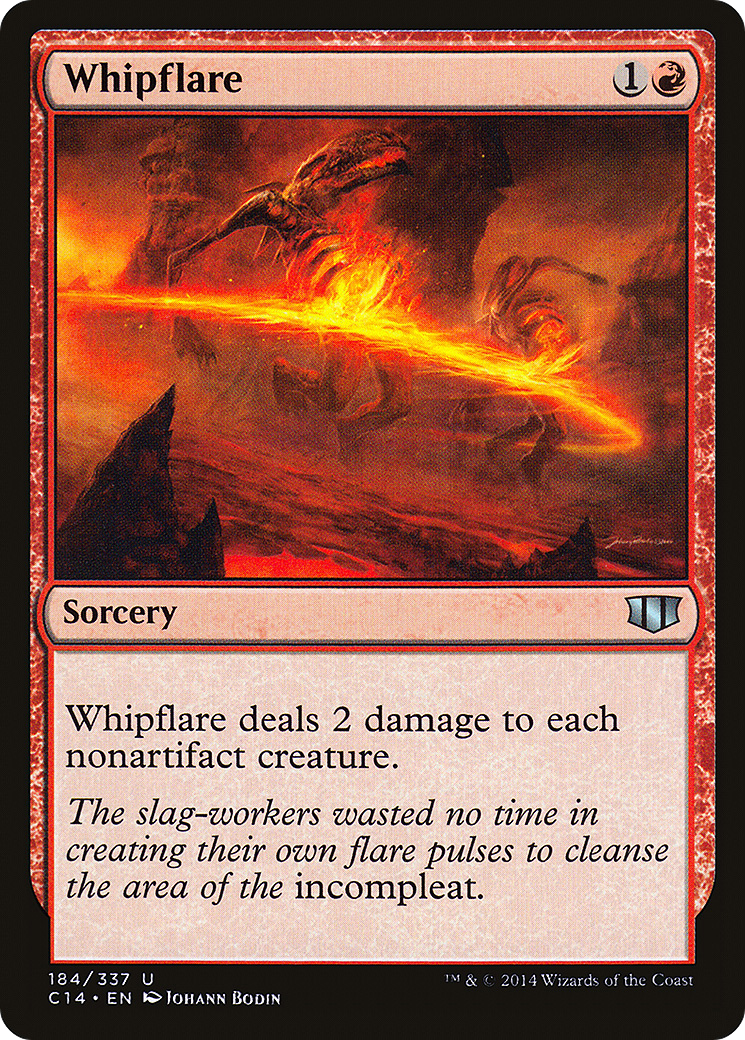 Whipflare 1
Sorcery
Whipflare deals 2 damage to each
nonartifact creature.
The slag-workers wasted no time in
creating their own flare pulses to cleanse
the area of the incompleat.
184/337 U
C14 • EN Johann Bodin
™ & © 2014 Wizards of the Coast